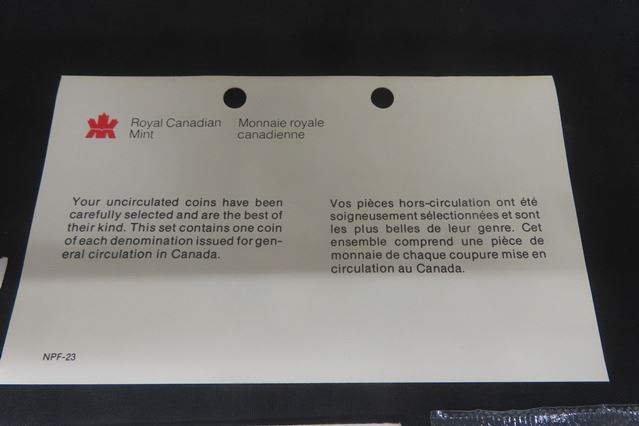 Royal Canadian
Mint
Monnaie royale
canadienne
Your uncirculated coins have been
carefully selected and are the best of
their kind. This set contains one coin
of each denomination issued for gen-
eral circulation in Canada.
Vos pièces hors-circulation ont été
soigneusement sélectionnées et sont
les plus belles de leur genre. Cet
ensemble comprend une pièce de
monnaie de chaque coupure mise en
circulation au Canada.
NPF-23